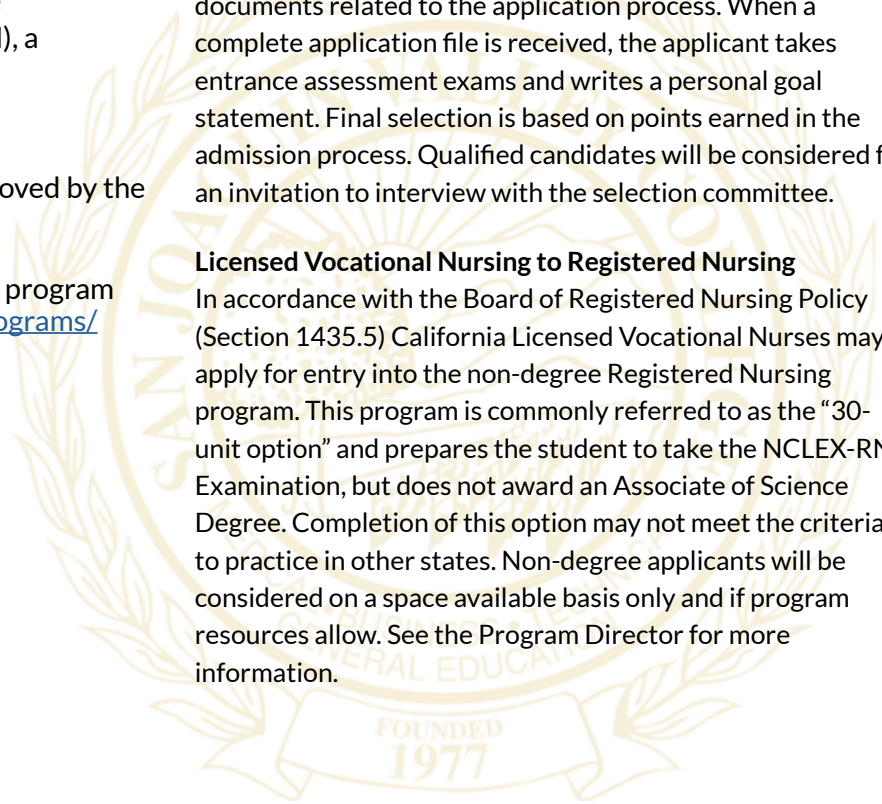 ), a
oved by the
program
ograms/
documents related to the application process. When a
complete application file is received, the applicant takes
entrance assessment exams and writes a personal goal
statement. Final selection is based on points earned in the
admission process. Qualified candidates will be considered f
an invitation to interview with the selection committee.
Licensed Vocational Nursing to Registered Nursing
In accordance with the Board of Registered Nursing Policy
(Section 1435.5) California Licensed Vocational Nurses may
apply for entry into the non-degree Registered Nursing
program. This program is commonly referred to as the “30-
unit option” and prepares the student to take the NCLEX-RN
Examination, but does not award an Associate of Science
Degree. Completion of this option may not meet the criteria
to practice in other states. Non-degree applicants will be
considered on a space available basis only and if program
resources allow. See the Program Director for more
information.
SAN JOAQUIN VALLEY COLLEGE
GENERAL EDUCATION
FOUNDED
1977